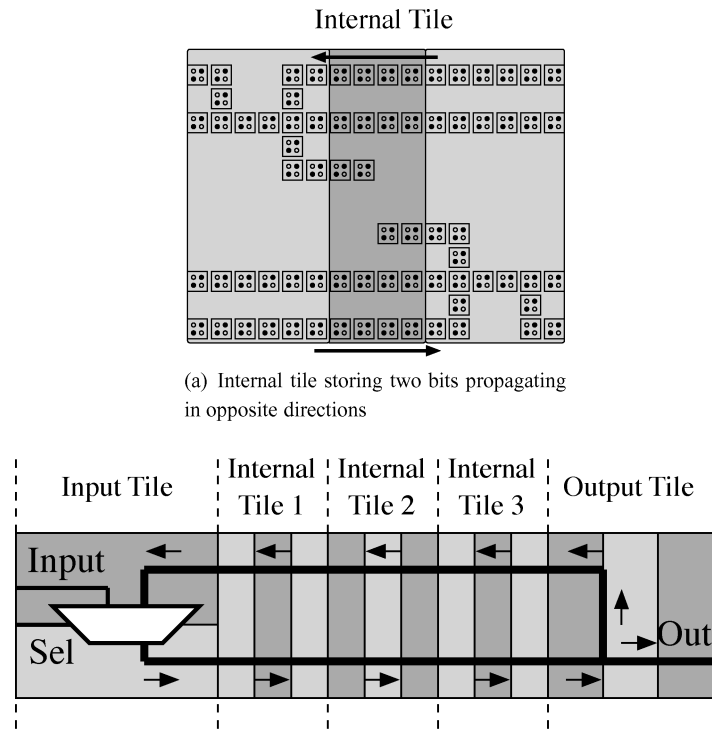 Internal Tile
(a) Internal tile storing two bits propagating
in opposite directions
Input Tile
Internal
Tile 1
Internal
Tile 2
Internal
Tile 3
Output Tile
Input
Sel
Out